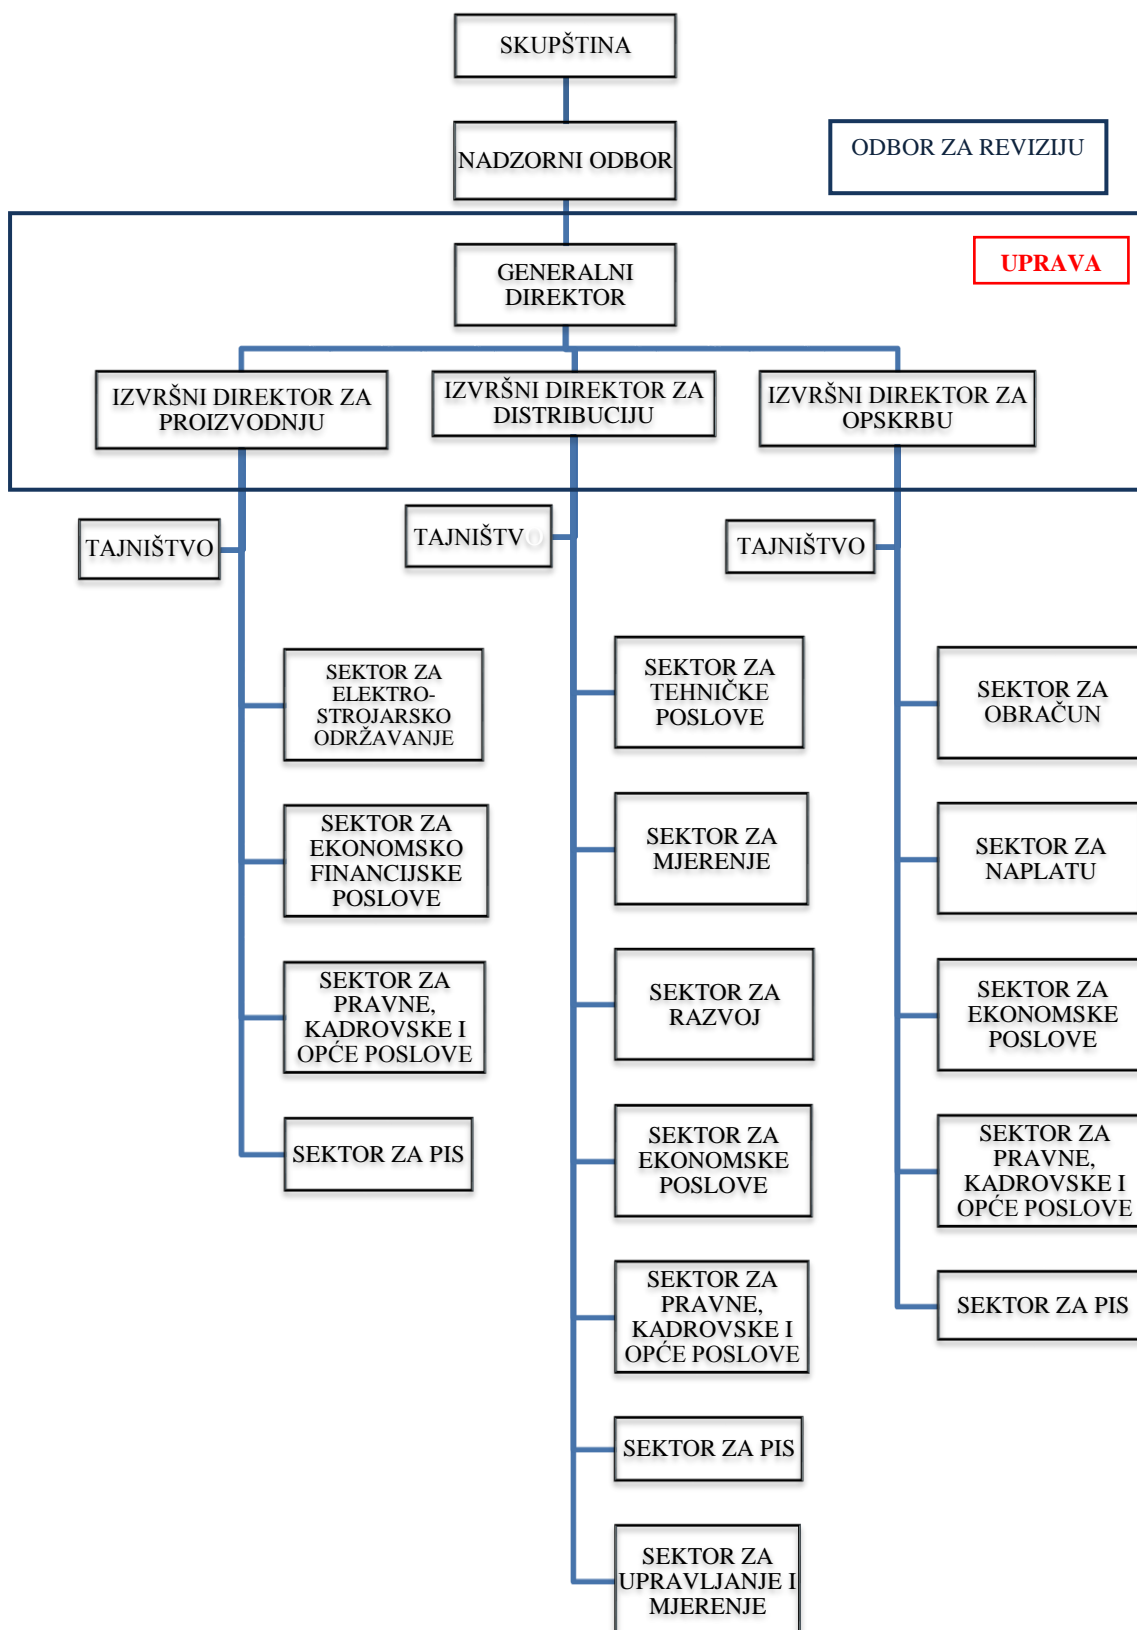 SKUPŠTINA
NADZORNI ODBOR
ODBOR ZA REVIZIJU
UPRAVA
GENERALNI
DIREKTOR
IZVRŠNI DIREKTOR ZA
PROIZVODNJU
IZVRŠNI DIREKTOR ZA
DISTRIBUCIJU
IZVRŠNI DIREKTOR ZA
OPSKRBU
TAJNIŠTVO
TAJNIŠTVO
TAJNIŠTVO
SEKTOR ZA
ELEKTRO-
STROJARSKO
ODRŽAVANJE
SEKTOR ZA
EKONOMSKO
FINANCIJSKE
POSLOVE
SEKTOR ZA
PRAVNE,
KADROVSKE I
OPĆE POSLOVE
SEKTOR ZA PIS
SEKTOR ZA
TEHNIČKE
POSLOVE
SEKTOR ZA
MJERENJE
SEKTOR ZA
RAZVOJ
SEKTOR ZA
EKONOMSKE
POSLOVE
SEKTOR ZA
PRAVNE,
KADROVSKE I
OPĆE POSLOVE
SEKTOR ZA PIS
SEKTOR ZA
UPRAVLJANJE I
MJERENJE
SEKTOR ZA
OBRAČUN
SEKTOR ZA
NAPLATU
SEKTOR ZA
EKONOMSKE
POSLOVE
SEKTOR ZA
PRAVNE,
KADROVSKE I
OPĆE POSLOVE
SEKTOR ZA PIS